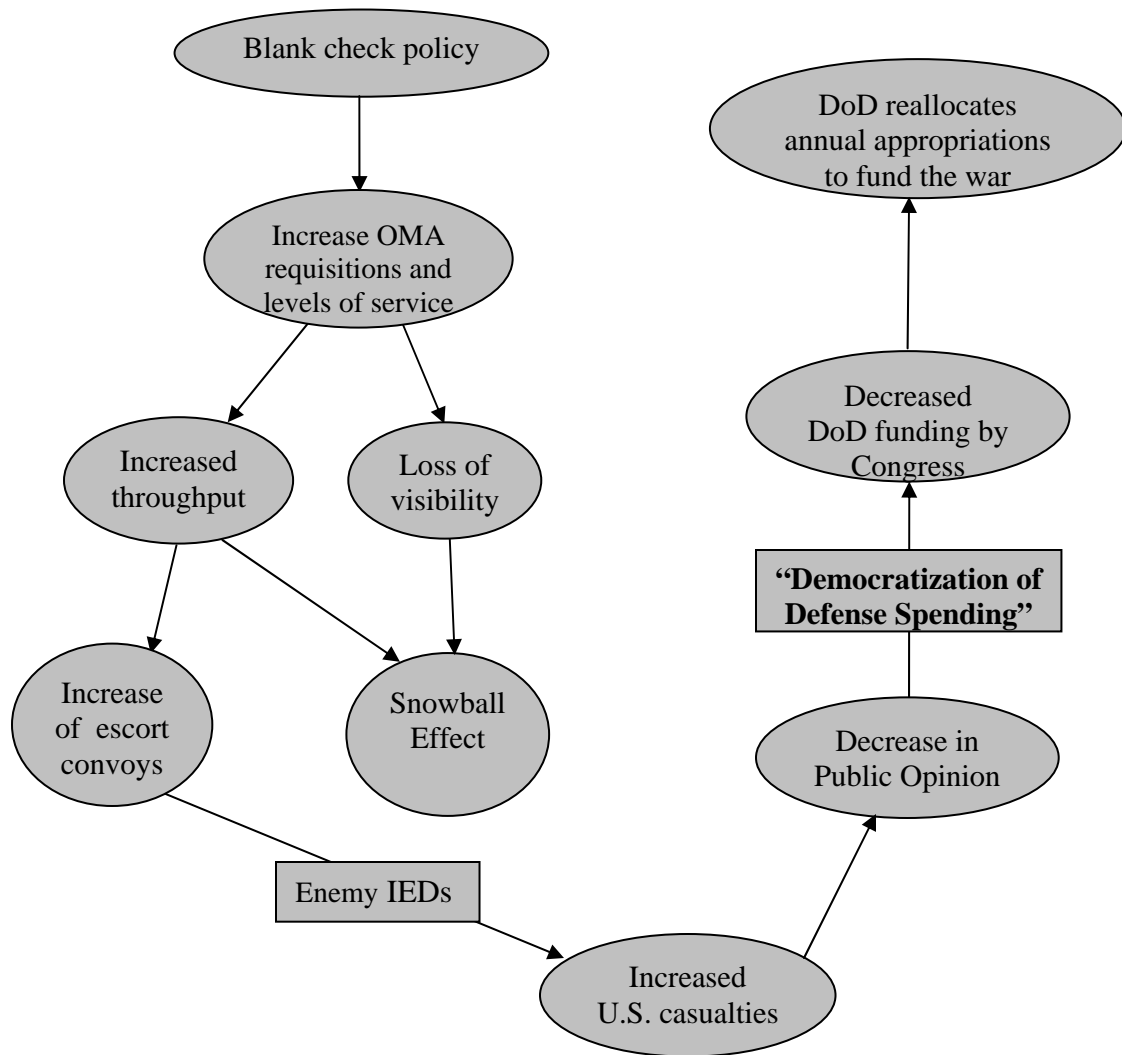 Blank check policy
Increase OMA
requisitions and
levels of service
Increased
throughput
Loss of
visibility
Increase
of escort
convoys
Snowball
Effect
Enemy IEDs
Increased
U.S. casualties
Decrease in
Public Opinion
“Democratization of
Defense Spending”
Decreased
DoD funding by
Congress
DoD reallocates
annual appropriations
to fund the war